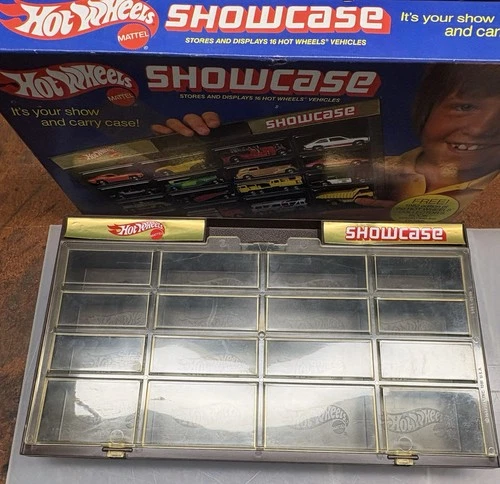 Hot Wheels
MATTEL
SHOWCASE
STORES AND DISPLAYS 16 HOT WHEELS® VEHICLES
It's your show
and car
Hot Wheels
MATTEL
SHOWCASE
STORES AND DISPLAYS 16 HOT WHEELS® VEHICLES
It's your show
and carry case!
SHOWCASE
FREE!
Hot Wheels
SHOWCASE
Hot Wheels